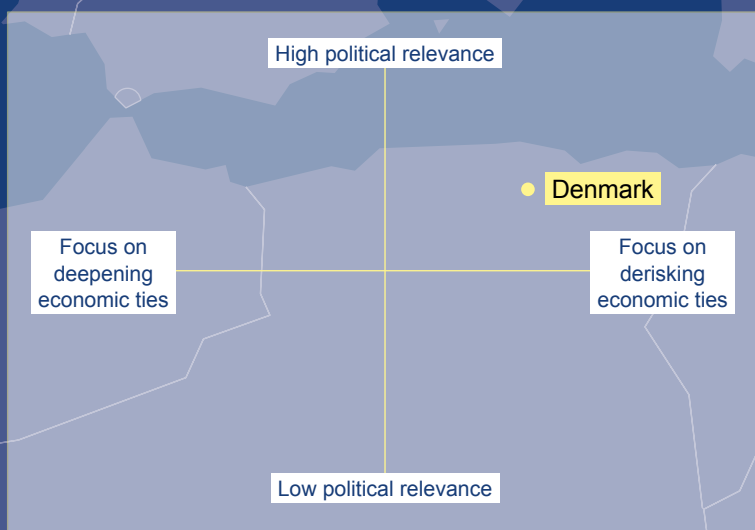 High political relevance
Denmark
Focus on
deepening
economic ties
Focus on
derisking
economic ties
Low political relevance